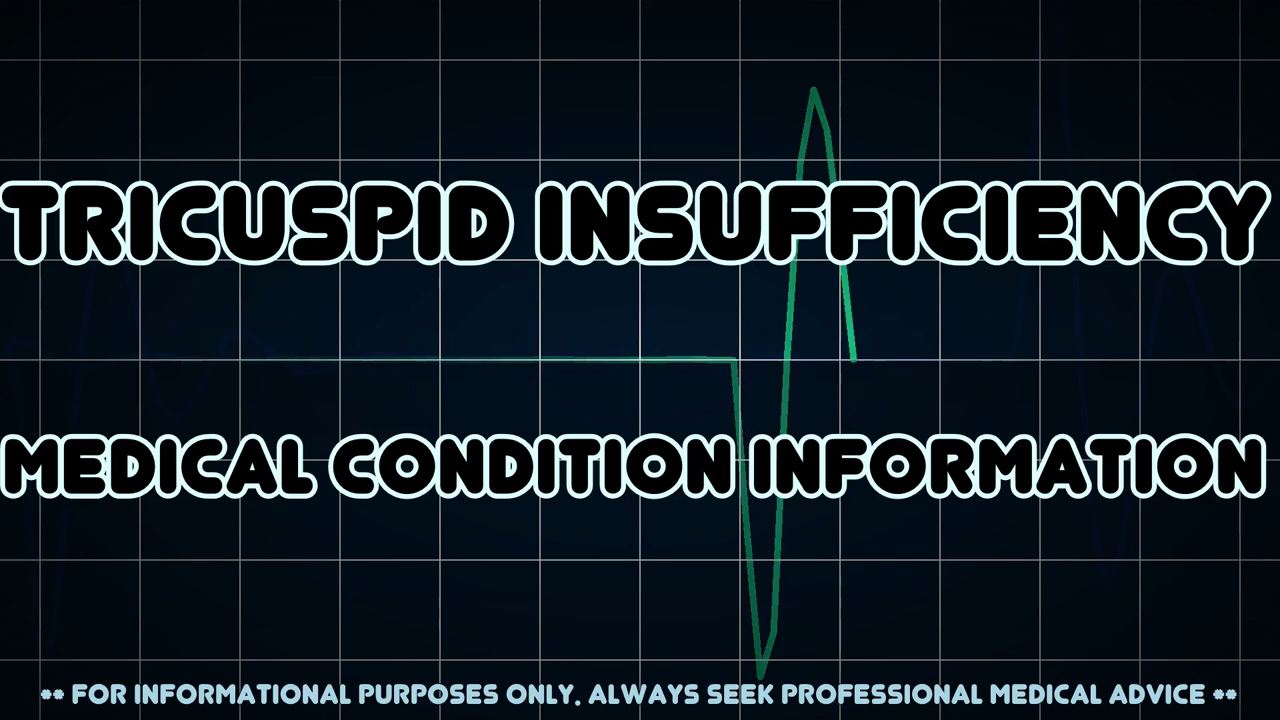 TRICUSPID INSUFFICIENCY
MEDICAL CONDITION INFORMATION
** FOR INFORMATIONAL PURPOSES ONLY. ALWAYS SEEK PROFESSIONAL MEDICAL ADVICE **